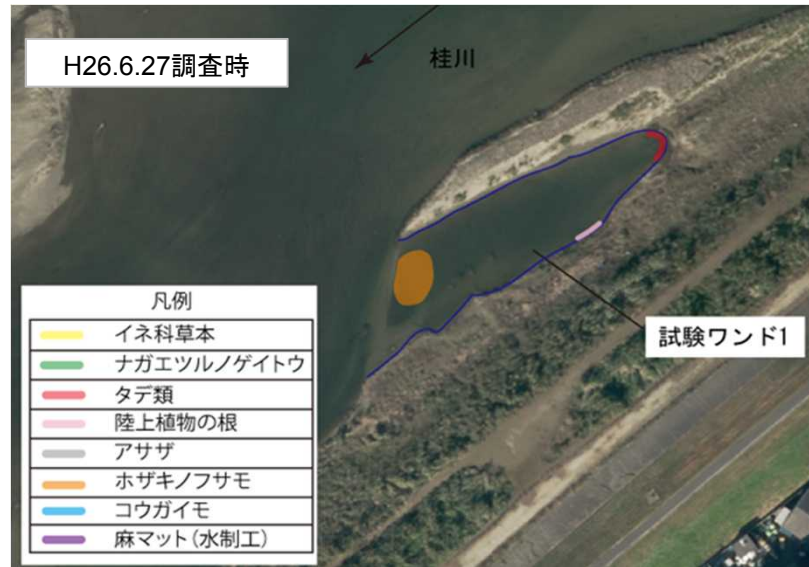 H26.6.27調査時
桂川
試験ワンド1
凡例
イネ科草本
ナガエツルノゲイトウ
タデ類
陸上植物の根
アサザ
ホザキノフサモ
コウガイモ
麻マット(水制工)